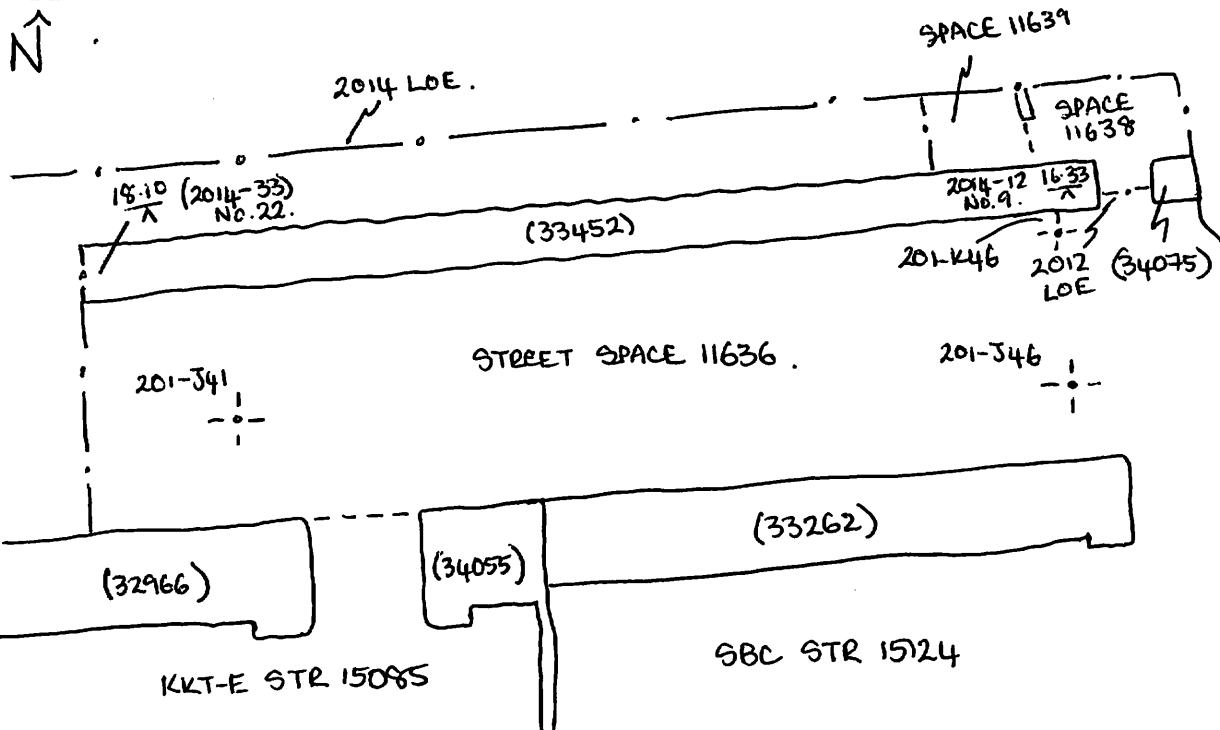 N
SPACE 11639
2014 LOE.
SPACE
11638
18.10 (2014-33)
No.22.
2014-12 16.33
No.9.
(33452)
201-K46
2012
LOE
(34075)
STREET SPACE 11636.
201-J41
201-J46
(32966)
(34055)
(33262)
KKT-E STR 15085
SBC STR 15124